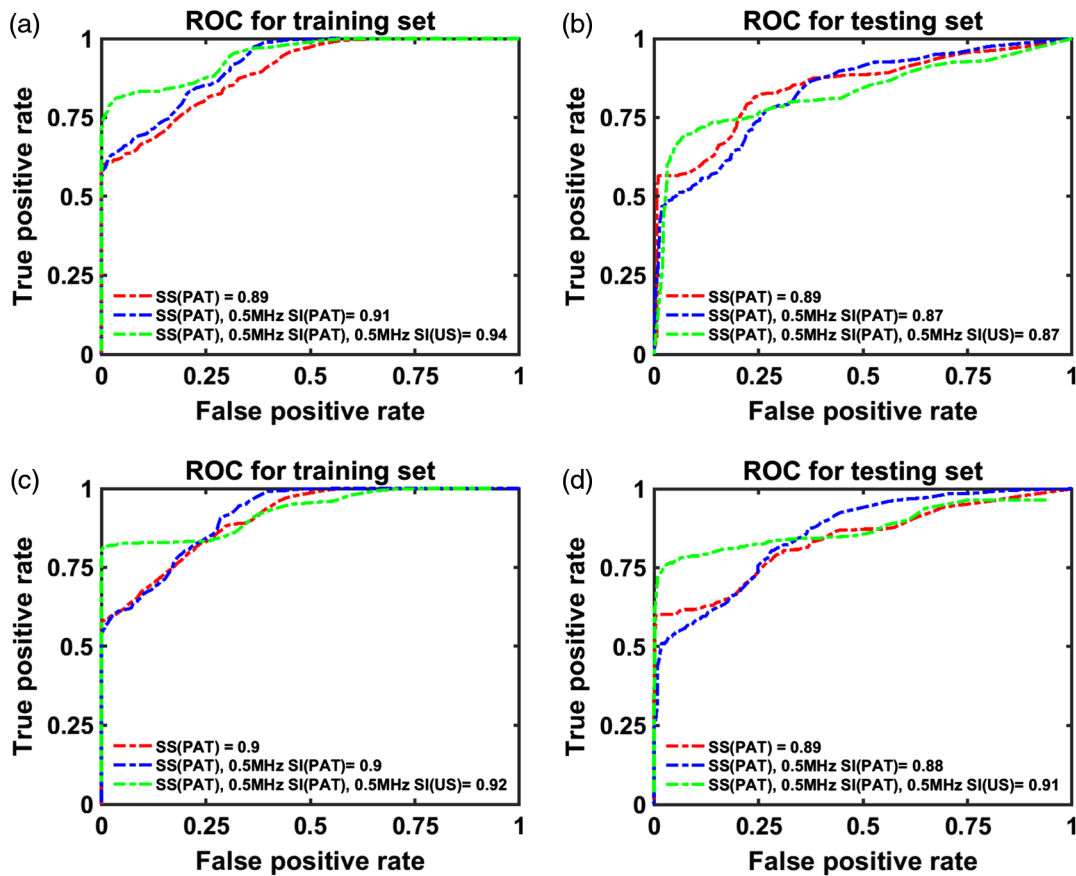 (a)
ROC for training set
True positive rate
1
0.75
0.5
0.25
0
SS(PAT) = 0.89
SS(PAT), 0.5MHz SI(PAT)= 0.91
SS(PAT), 0.5MHz SI(PAT), 0.5MHz SI(US)= 0.94
0 0.25 0.5 0.75 1
False positive rate
(b)
ROC for testing set
True positive rate
1
0.75
0.5
0.25
0
SS(PAT) = 0.89
SS(PAT), 0.5MHz SI(PAT)= 0.87
SS(PAT), 0.5MHz SI(PAT), 0.5MHz SI(US)= 0.87
0 0.25 0.5 0.75 1
False positive rate
(c)
ROC for training set
True positive rate
1
0.75
0.5
0.25
0
SS(PAT) = 0.9
SS(PAT), 0.5MHz SI(PAT)= 0.9
SS(PAT), 0.5MHz SI(PAT), 0.5MHz SI(US)= 0.92
0 0.25 0.5 0.75 1
False positive rate
(d)
ROC for testing set
True positive rate
1
0.75
0.5
0.25
0
SS(PAT) = 0.89
SS(PAT), 0.5MHz SI(PAT)= 0.88
SS(PAT), 0.5MHz SI(PAT), 0.5MHz SI(US)= 0.91
0 0.25 0.5 0.75 1
False positive rate